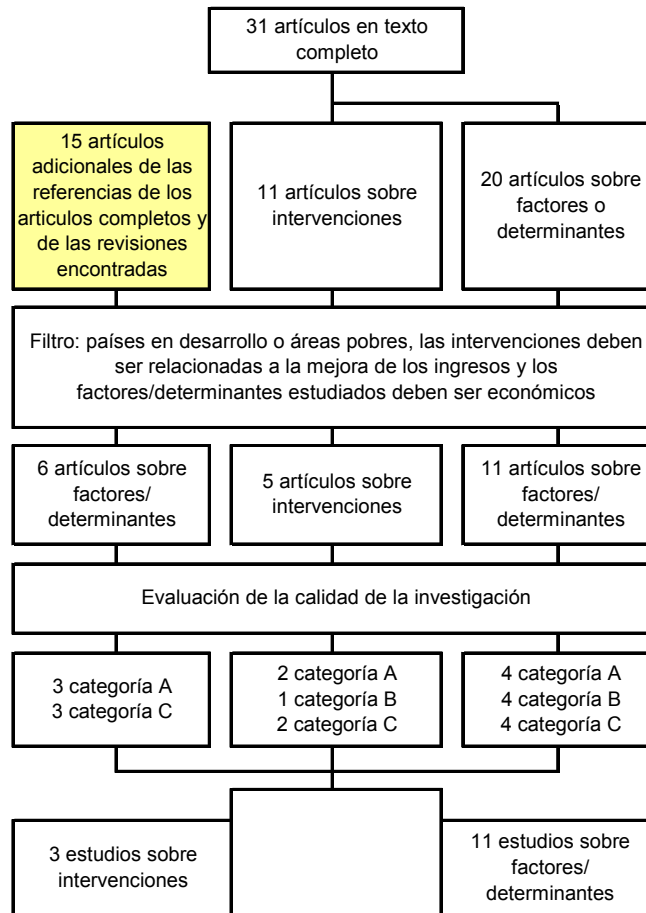 31 artículos en texto
completo
15 artículos
adicionales de las
referencias de los
articulos completos y
de las revisiones
encontradas
11 artículos sobre
intervenciones
20 artículos sobre
factores o
determinantes
Filtro: países en desarrollo o áreas pobres, las intervenciones deben
ser relacionadas a la mejora de los ingresos y los
factores/determinantes estudiados deben ser económicos
6 artículos sobre
factores/
determinantes
5 artículos sobre
intervenciones
11 artículos sobre
factores/
determinantes
Evaluación de la calidad de la investigación
3 categoría A
3 categoría C
2 categoría A
1 categoría B
2 categoría C
4 categoría A
4 categoría B
4 categoría C
3 estudios sobre
intervenciones
11 estudios sobre
factores/
determinantes